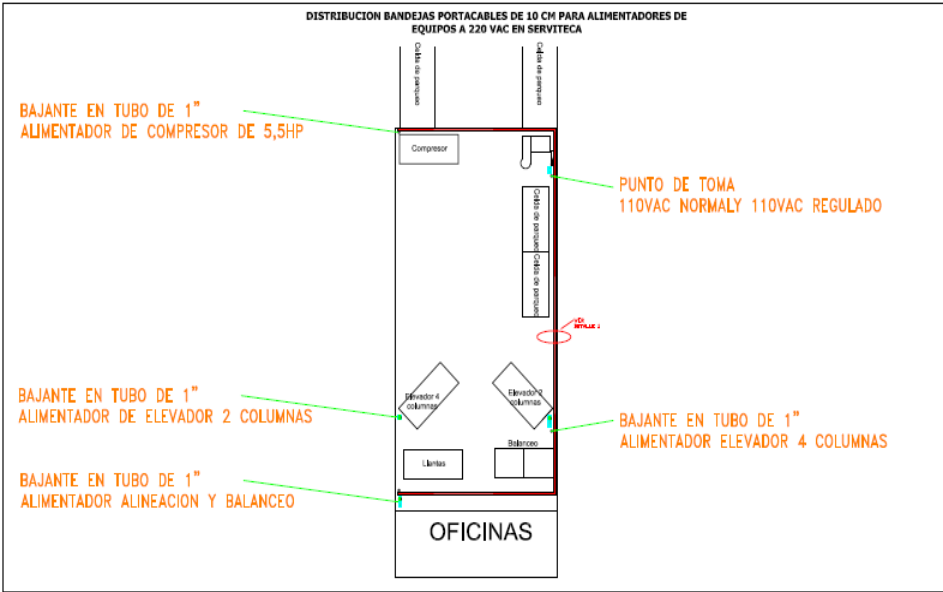 DISTRIBUCION BANDEJAS PORTACABLES DE 10 CM PARA ALIMENTADORES DE
EQUIPOS A 220 VAC EN SERVITECA
Celda de parqueo
Celda de parqueo
BAJANTE EN TUBO DE 1"
ALIMENTADOR DE COMPRESOR DE 5,5HP
Compresor
PUNTO DE TOMA
110VAC NORMALY 110VAC REGULADO
Celda de parqueo
Celda de parqueo
VER
DETALLE 1
BAJANTE EN TUBO DE 1"
ALIMENTADOR DE ELEVADOR 2 COLUMNAS
Elevador 4
columnas
Elevador 2
columnas
BAJANTE EN TUBO DE 1"
ALIMENTADOR ELEVADOR 4 COLUMNAS
Balanceo
Llantas
BAJANTE EN TUBO DE 1"
ALIMENTADOR ALINEACION Y BALANCEO
OFICINAS